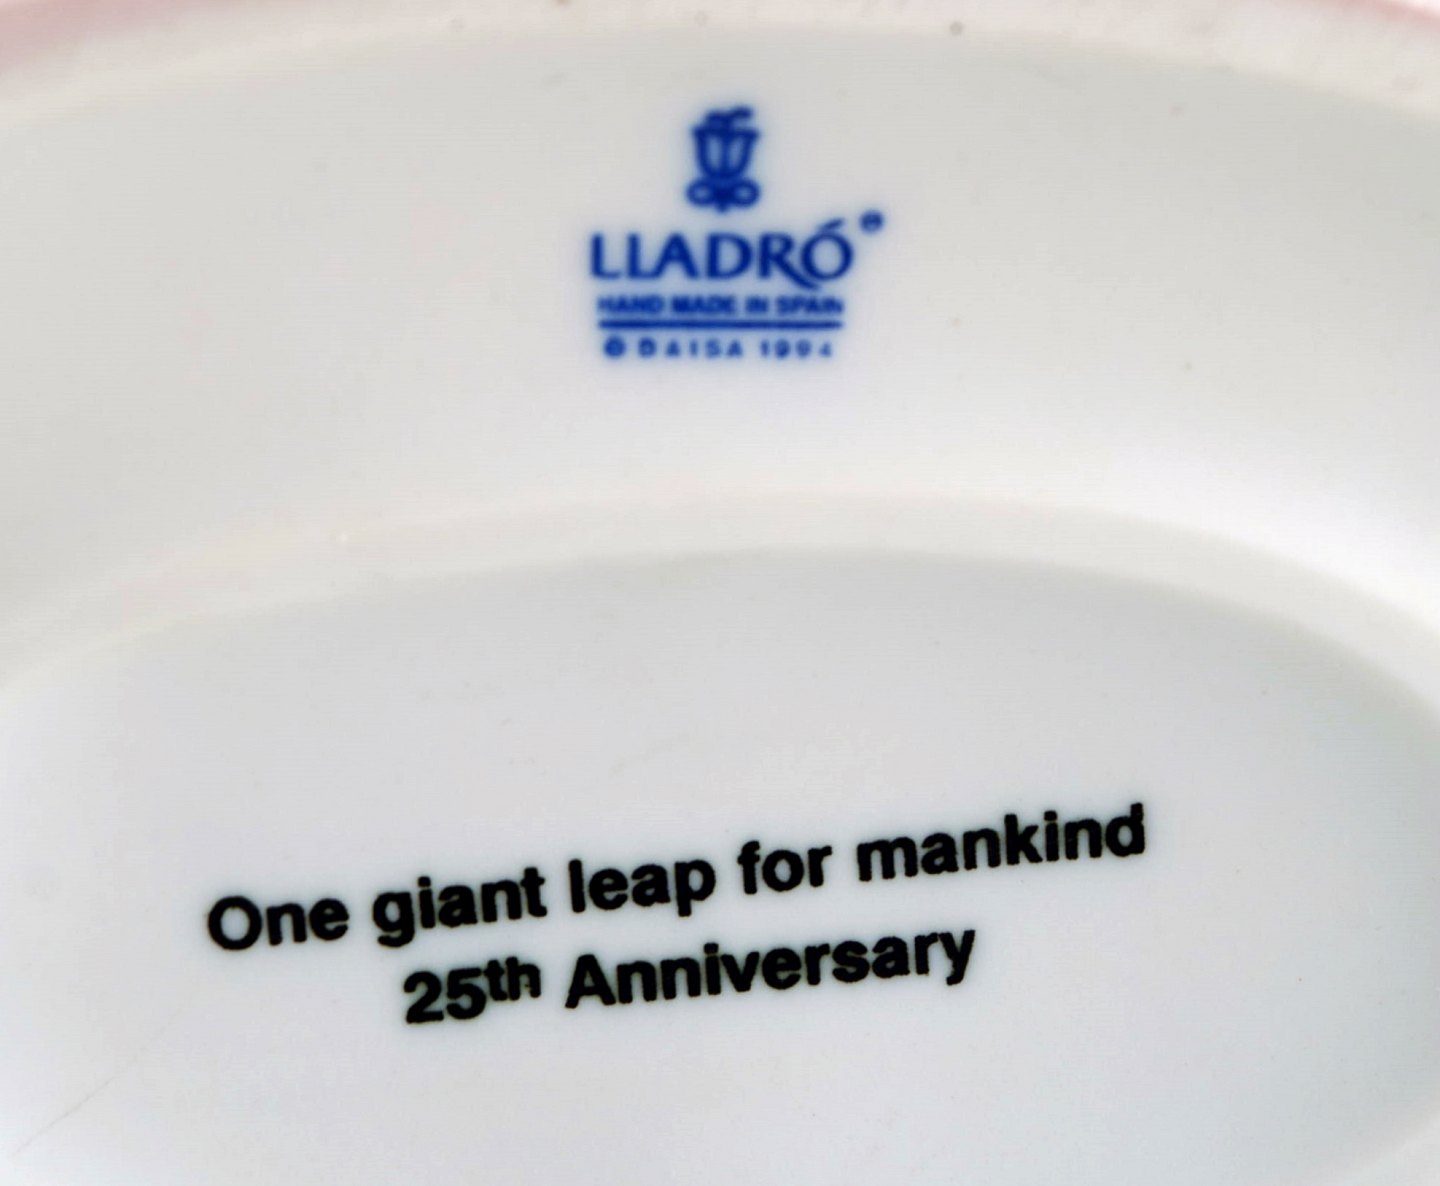 LLADRÓ®
HAND MADE IN SPAIN
© DAISA 1994
One giant leap for mankind
25th Anniversary